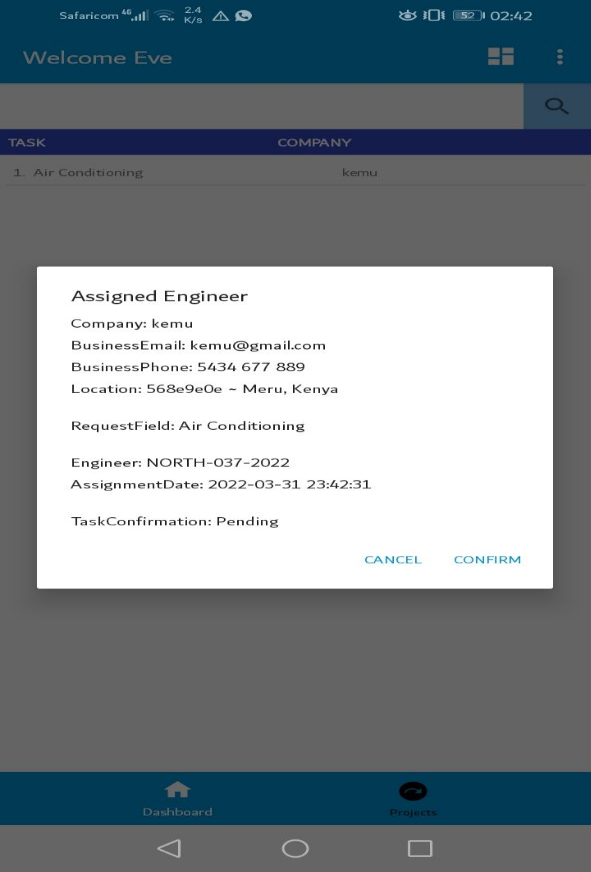 Safaricom 4G 2.4 K/s 52 02:42
Welcome Eve
TASK COMPANY
1. Air Conditioning kemu
Assigned Engineer
Company: kemu
BusinessEmail: kemu@gmail.com
BusinessPhone: 5434 677 889
Location: 568e9e0e ~ Meru, Kenya
RequestField: Air Conditioning
Engineer: NORTH-037-2022
AssignmentDate: 2022-03-31 23:42:31
TaskConfirmation: Pending
CANCEL CONFIRM
Dashboard Projects